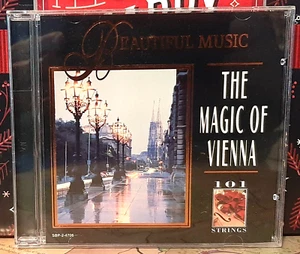 BEAUTIFUL MUSIC
THE
MAGIC OF
VIENNA
101
STRINGS